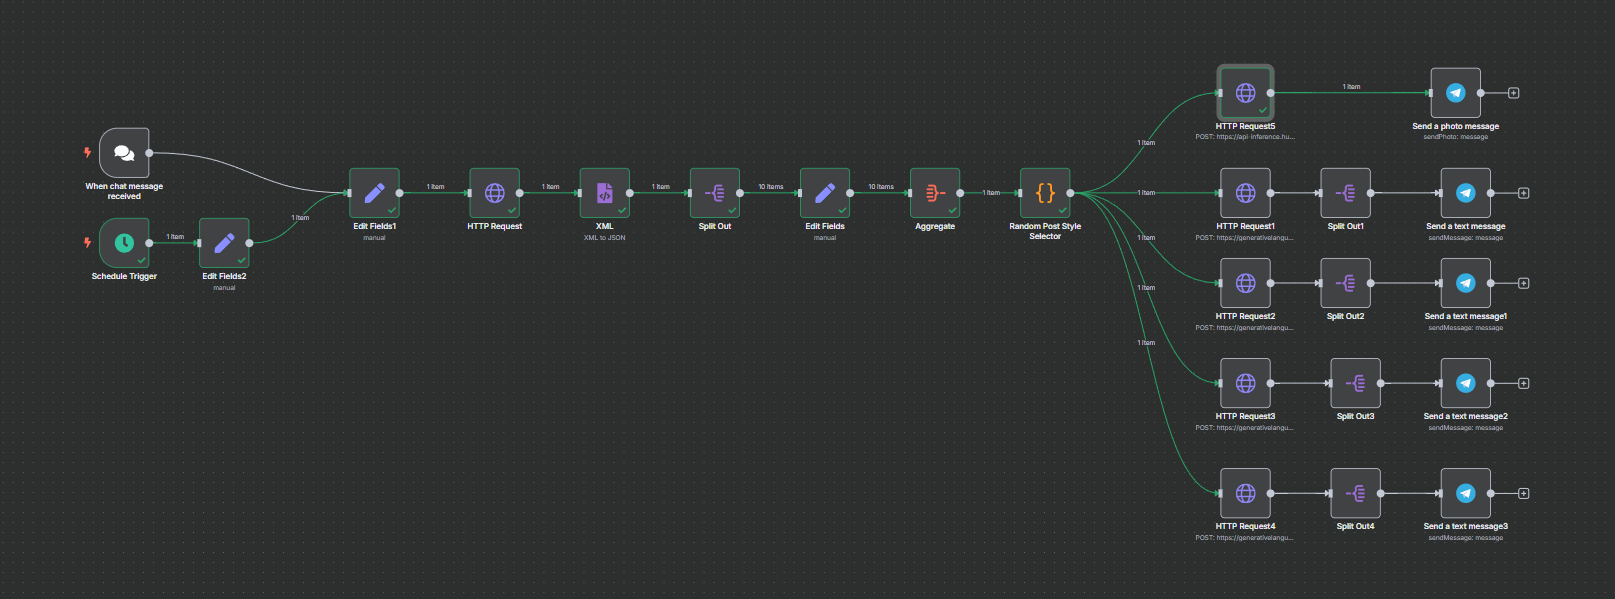 HTTP Request5
POST: https://api-inference.hu...
1 item
Send a photo message
sendPhoto: message
When chat message
received
1 item
Schedule Trigger
1 item
Edit Fields2
manual
1 item
Edit Fields1
manual
1 item
HTTP Request
1 item
XML
XML to JSON
1 item
Split Out
10 items
Edit Fields
manual
10 items
Aggregate
1 item
Random Post Style
Selector
1 item
HTTP Request1
POST: https://generativelangu...
Split Out1
Send a text message
sendMessage: message
1 item
HTTP Request2
POST: https://generativelangu...
Split Out2
Send a text message1
sendMessage: message
1 item
HTTP Request3
POST: https://generativelangu...
Split Out3
Send a text message2
sendMessage: message
1 item
HTTP Request4
POST: https://generativelangu...
Split Out4
Send a text message3
sendMessage: message